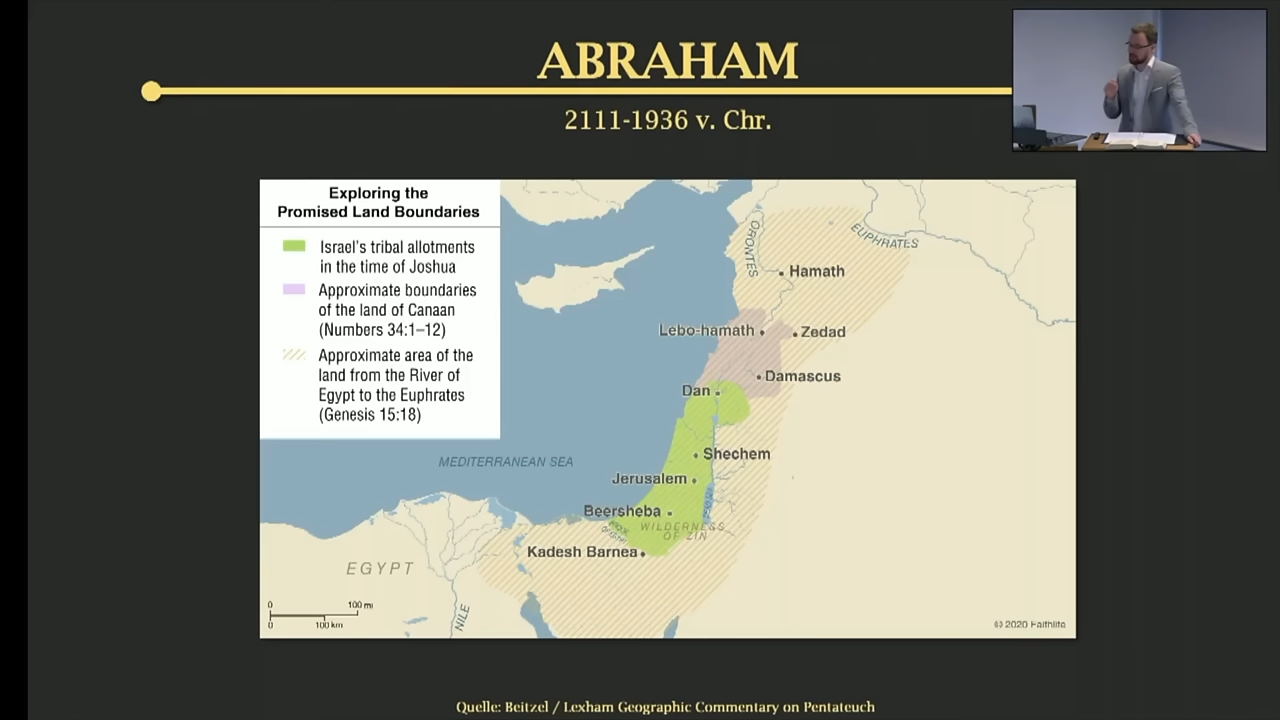 ABRAHAM
2111-1936 v. Chr.
Exploring the
Promised Land Boundaries
Israel's tribal allotments
in the time of Joshua
Approximate boundaries
of the land of Canaan
(Numbers 34:1–12)
Approximate area of the
land from the River of
Egypt to the Euphrates
(Genesis 15:18)
ORONTES
EUPHRATES
Hamath
Lebo-hamath
Zedad
Damascus
Dan
MEDITERRANEAN SEA
Shechem
Jerusalem
Beersheba
WILDERNESS
OF ZIN
Kadesh Barnea
EGYPT
NILE
0 100 mi
0 100 km
© 2020 Faithlife
Quelle: Beitzel / Lexham Geographic Commentary on Pentateuch